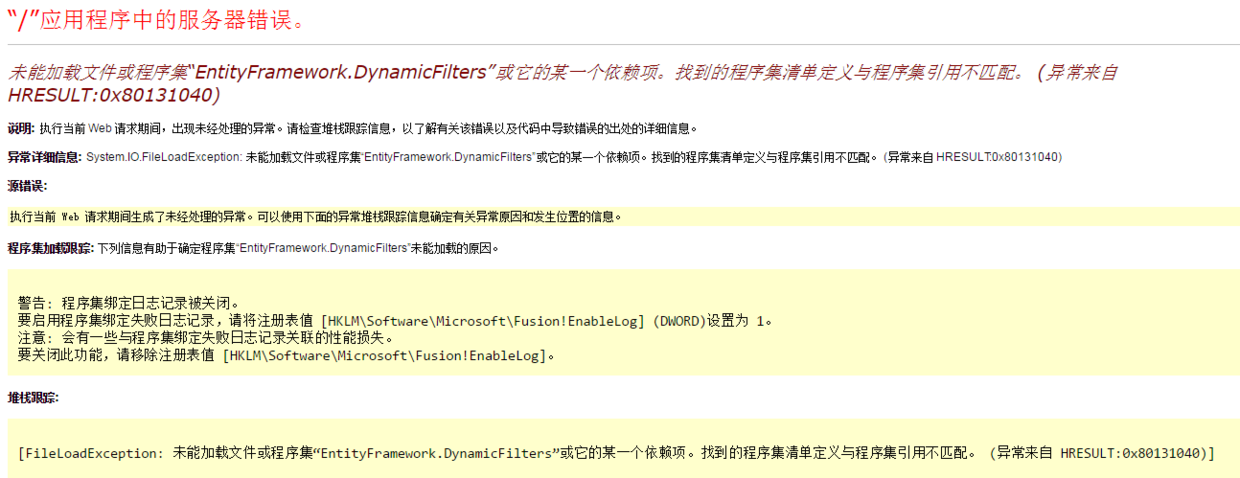 “/”应用程序中的服务器错误。
未能加载文件或程序集“EntityFramework.DynamicFilters”或它的某一个依赖项。找到的程序集清单定义与程序集引用不匹配。 (异常来自
HRESULT:0x80131040)
说明: 执行当前 Web 请求期间，出现未经处理的异常。请检查堆栈跟踪信息，以了解有关该错误以及代码中导致错误的出处的详细信息。
异常详细信息: System.IO.FileLoadException: 未能加载文件或程序集“EntityFramework.DynamicFilters”或它的某一个依赖项。找到的程序集清单定义与程序集引用不匹配。 (异常来自 HRESULT:0x80131040)
源错误:
执行当前 Web 请求期间生成了未经处理的异常。可以使用下面的异常堆栈跟踪信息确定有关异常原因和发生位置的信息。
程序集加载跟踪: 下列信息有助于确定程序集“EntityFramework.DynamicFilters”未能加载的原因。
警告: 程序集绑定日志记录被关闭。
要启用程序集绑定失败日志记录，请将注册表值 [HKLM\Software\Microsoft\Fusion!EnableLog] (DWORD)设置为 1。
注意: 会有一些与程序集绑定失败日志记录关联的性能损失。
要关闭此功能，请移除注册表值 [HKLM\Software\Microsoft\Fusion!EnableLog]。
堆栈跟踪:
[FileLoadException: 未能加载文件或程序集“EntityFramework.DynamicFilters”或它的某一个依赖项。找到的程序集清单定义与程序集引用不匹配。 (异常来自 HRESULT:0x80131040)]